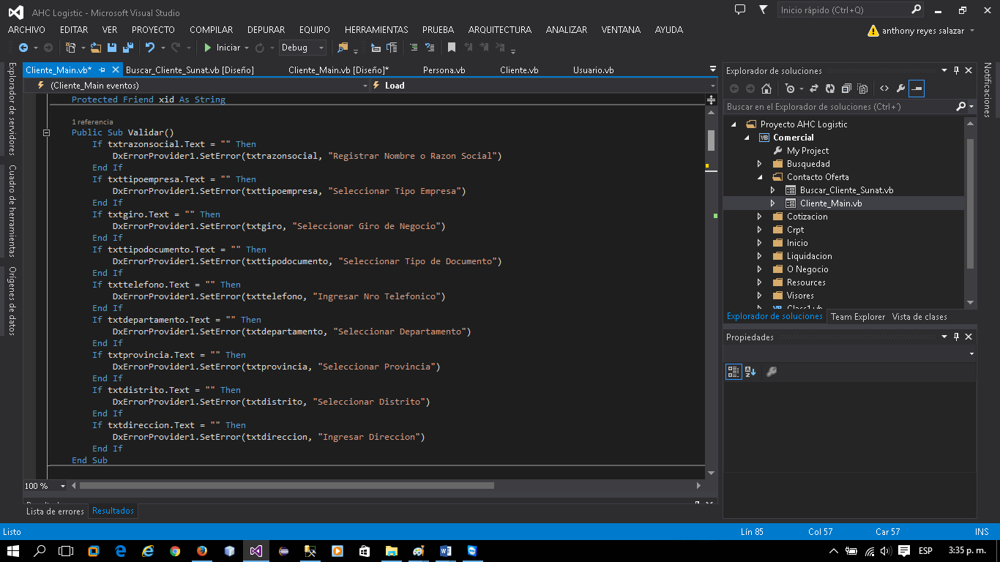 AHC Logistic - Microsoft Visual Studio
Inicio rápido (Ctrl+Q)
ARCHIVO EDITAR VER PROYECTO COMPILAR DEPURAR EQUIPO HERRAMIENTAS PRUEBA ARQUITECTURA ANALIZAR VENTANA AYUDA
anthony reyes salazar
Iniciar Debug
Explorador de servidores
Cuadro de herramientas
Orígenes de datos
Cliente_Main.vb* Buscar_Cliente_Sunat.vb [Diseño] Cliente_Main.vb [Diseño]* Persona.vb Cliente.vb Usuario.vb
(Cliente_Main eventos) Load
Protected Friend xid As String
1 referencia
Public Sub Validar()
If txtrazonsocial.Text = "" Then
DxErrorProvider1.SetError(txtrazonsocial, "Registrar Nombre o Razon Social")
End If
If txttipoempresa.Text = "" Then
DxErrorProvider1.SetError(txttipoempresa, "Seleccionar Tipo Empresa")
End If
If txtgiro.Text = "" Then
DxErrorProvider1.SetError(txtgiro, "Seleccionar Giro de Negocio")
End If
If txttipodocumento.Text = "" Then
DxErrorProvider1.SetError(txttipodocumento, "Seleccionar Tipo de Documento")
End If
If txttelefono.Text = "" Then
DxErrorProvider1.SetError(txttelefono, "Ingresar Nro Telefonico")
End If
If txtdepartamento.Text = "" Then
DxErrorProvider1.SetError(txtdepartamento, "Seleccionar Departamento")
End If
If txtprovincia.Text = "" Then
DxErrorProvider1.SetError(txtprovincia, "Seleccionar Provincia")
End If
If txtdistrito.Text = "" Then
DxErrorProvider1.SetError(txtdistrito, "Seleccionar Distrito")
End If
If txtdireccion.Text = "" Then
DxErrorProvider1.SetError(txtdireccion, "Ingresar Direccion")
End If
End Sub
100 %
Lista de errores Resultados
Explorador de soluciones
Buscar en el Explorador de soluciones (Ctrl+´)
Proyecto AHC Logistic
VB Comercial
My Project
Busquedad
Contacto Oferta
Buscar_Cliente_Sunat.vb
Cliente_Main.vb
Cotizacion
Crpt
Inicio
Liquidacion
O Negocio
Resources
Visores
Class1.vb
Explorador de soluciones Team Explorer Vista de clases
Propiedades
Notificaciones
Listo Lín 85 Col 57 Car 57 INS
ESP 3:35 p. m.